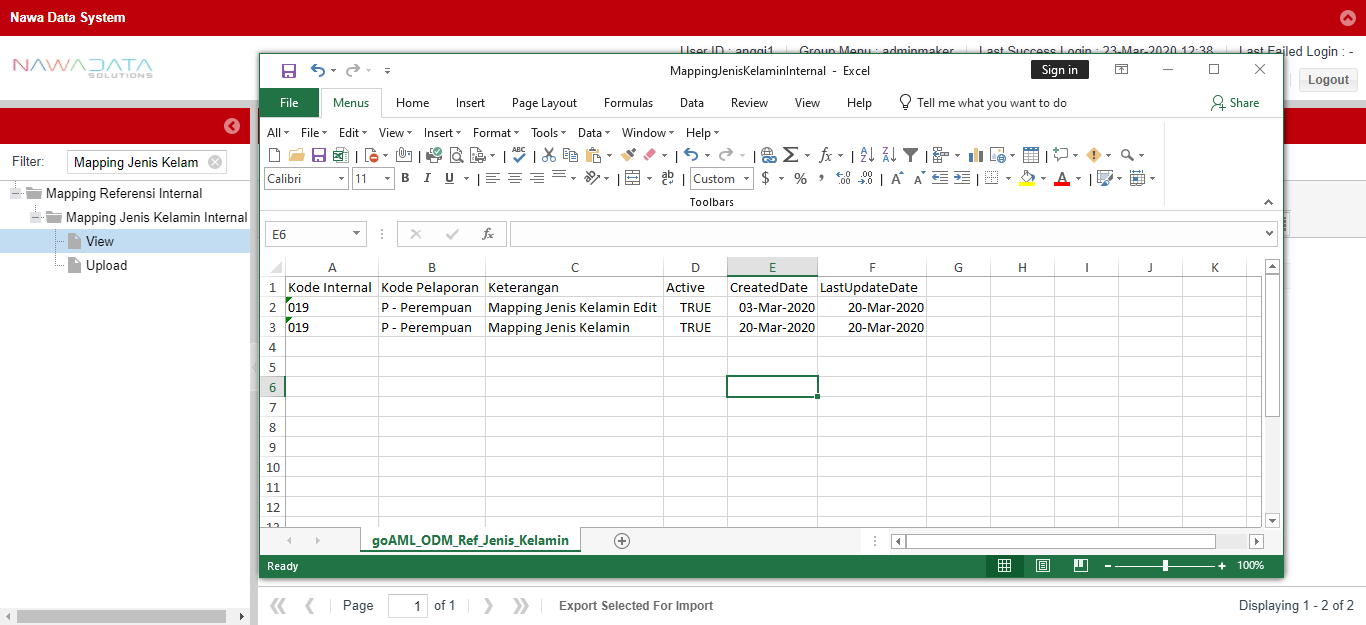 Nawa Data System
NAWADATA
SOLUTIONS
User ID : anggi1 Group Menu : adminmaker Last Success Login : 23-Mar-2020 12:38 Last Failed Login : -
Logout
Filter: Mapping Jenis Kelam
Mapping Referensi Internal
Mapping Jenis Kelamin Internal
View
Upload
MappingJenisKelaminInternal - Excel
Sign in
File Menus Home Insert Page Layout Formulas Data Review View Help Tell me what you want to do Share
All File Edit View Insert Format Tools Data Window Help
Calibri 11 B I U Custom $ %
Toolbars
E6 fx
A B C D E F G H I J K
1 Kode Internal Kode Pelaporan Keterangan Active CreatedDate LastUpdateDate
2 019 P - Perempuan Mapping Jenis Kelamin Edit TRUE 03-Mar-2020 20-Mar-2020
3 019 P - Perempuan Mapping Jenis Kelamin TRUE 20-Mar-2020 20-Mar-2020
4
5
6
7
8
9
10
11
12
13
goAML_ODM_Ref_Jenis_Kelamin
Ready 100%
Page 1 of 1 Export Selected For Import Displaying 1 - 2 of 2